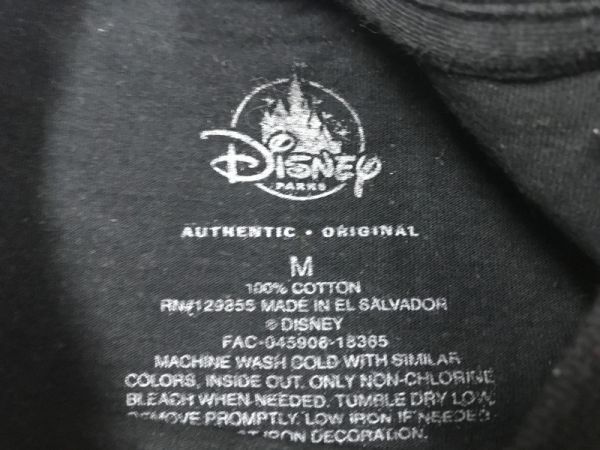 Disney
PARKS
AUTHENTIC • ORIGINAL
M
100% COTTON
RN#129855 MADE IN EL SALVADOR
© DISNEY
FAC-045906-18365
MACHINE WASH COLD WITH SIMILAR
COLORS, INSIDE OUT. ONLY NON-CHLORINE
BLEACH WHEN NEEDED. TUMBLE DRY LOW.
REMOVE PROMPTLY. LOW IRON IF NEEDED
IRON DECORATION.